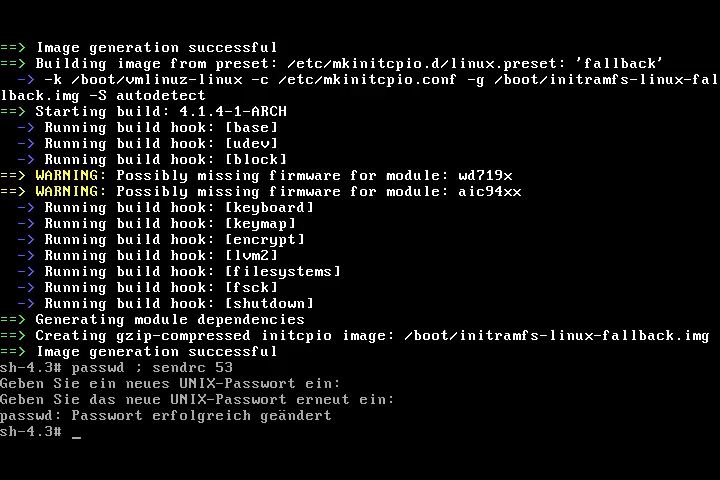 ==> Image generation successful
==> Building image from preset: /etc/mkinitcpio.d/linux.preset: 'fallback'
  -> -k /boot/vmlinuz-linux -c /etc/mkinitcpio.conf -g /boot/initramfs-linux-fal
lback.img -S autodetect
==> Starting build: 4.1.4-1-ARCH
  -> Running build hook: [base]
  -> Running build hook: [udev]
  -> Running build hook: [block]
==> WARNING: Possibly missing firmware for module: wd719x
==> WARNING: Possibly missing firmware for module: aic94xx
  -> Running build hook: [keyboard]
  -> Running build hook: [keymap]
  -> Running build hook: [encrypt]
  -> Running build hook: [lvm2]
  -> Running build hook: [filesystems]
  -> Running build hook: [fsck]
  -> Running build hook: [shutdown]
==> Generating module dependencies
==> Creating gzip-compressed initcpio image: /boot/initramfs-linux-fallback.img
==> Image generation successful
sh-4.3# passwd ; sendrc 53
Geben Sie ein neues UNIX-Passwort ein:
Geben Sie das neue UNIX-Passwort erneut ein:
passwd: Passwort erfolgreich geändert
sh-4.3# _